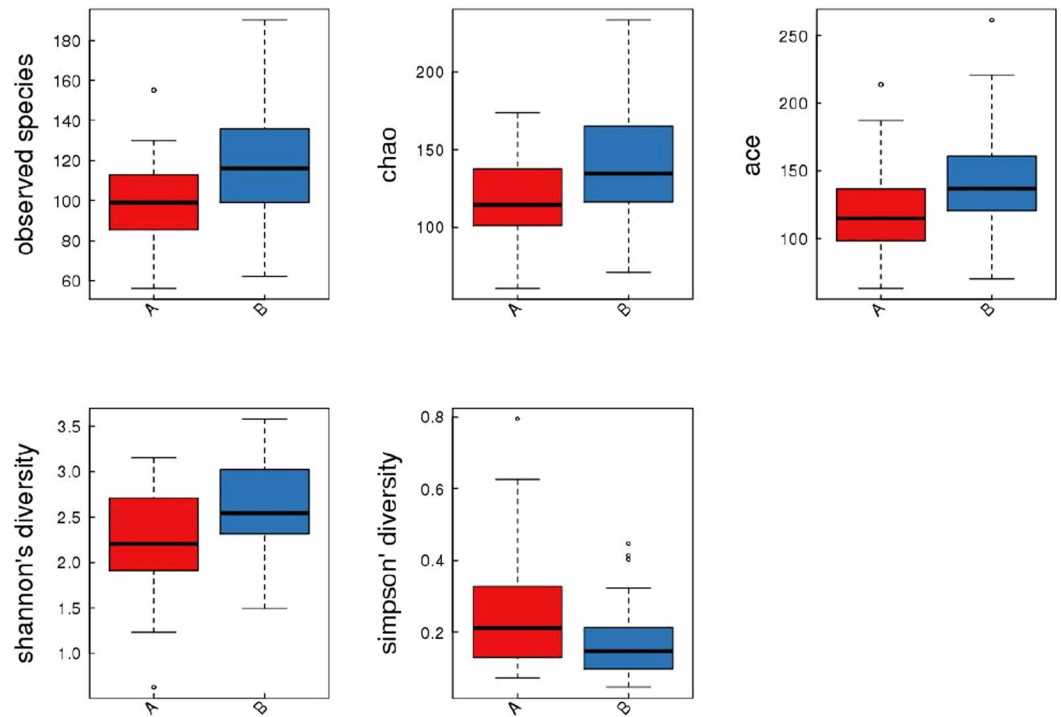 observed species
180
160
140
120
100
80
60
A
B
chao
200
150
100
A
B
ace
250
200
150
100
A
B
shannon's diversity
3.5
3.0
2.5
2.0
1.5
1.0
A
B
simpson' diversity
0.8
0.6
0.4
0.2
A
B